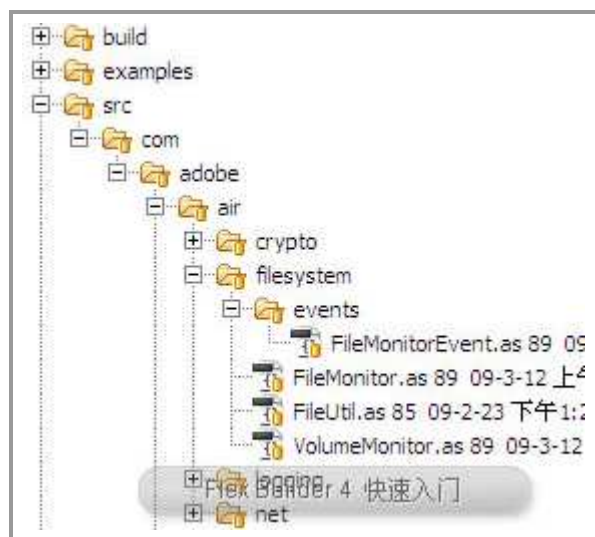 build
examples
src
com
adobe
air
crypto
filesystem
events
FileMonitorEvent.as 89 09
FileMonitor.as 89 09-3-12 上午
FileUtil.as 85 09-2-23 下午1:2
VolumeMonitor.as 89 09-3-12
logging
Flex Builder 4 快速入门
net